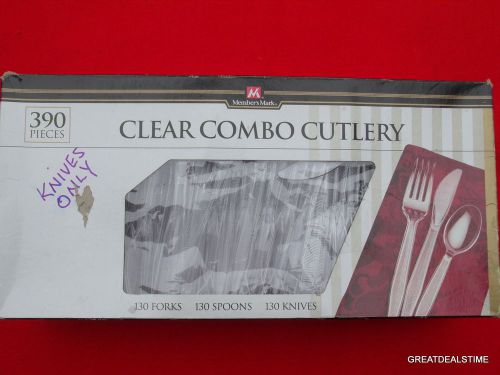 Member's Mark
390
PIECES
CLEAR COMBO CUTLERY
KNIVES
ONLY
130 FORKS 130 SPOONS 130 KNIVES
GREATDEALSTIME